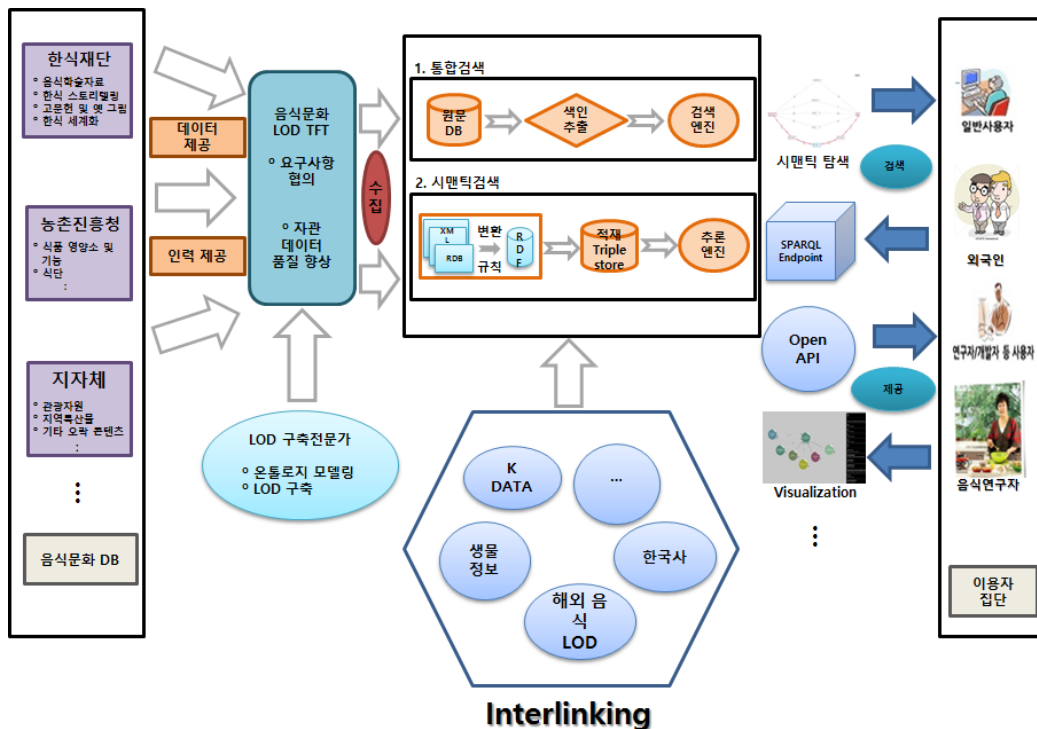 한식재단
º 음식학술자료
º 한식 스토리텔링
º 고문헌 및 옛 그림
º 한식 세계화
농촌진흥청
º 식품 영양소 및
기능
º 식단
:
지자체
º 관광자원
º 지역특산물
º 기타 오락 콘텐츠
:
⋮
음식문화 DB
데이터
제공
인력 제공
음식문화
LOD TFT
º 요구사항
협의
º 자관
데이터
품질 향상
수집
LOD 구축전문가
º 온톨로지 모델링
º LOD 구축
1. 통합검색
원문
DB
색인
추출
검색
엔진
2. 시맨틱검색
XM
L
RDB
변환
규칙
R
D
F
적재
Triple
store
추론
엔진
K
DATA
...
생물
정보
한국사
해외 음
식
LOD
Interlinking
시맨틱 탐색
SPARQL
Endpoint
Open
API
Visualization
⋮
검색
제공
일반사용자
외국인
연구자/개발자 등 사용자
음식연구자
이용자
집단